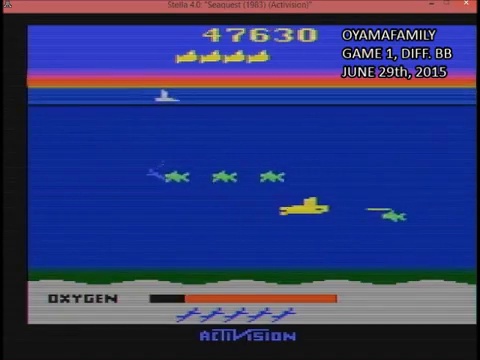 Stella 4.0: "Seaquest (1983) (Activision)"
47630
OYAMAFAMILY
GAME 1, DIFF. BB
JUNE 29th, 2015
OXYGEN
ACTIVISION